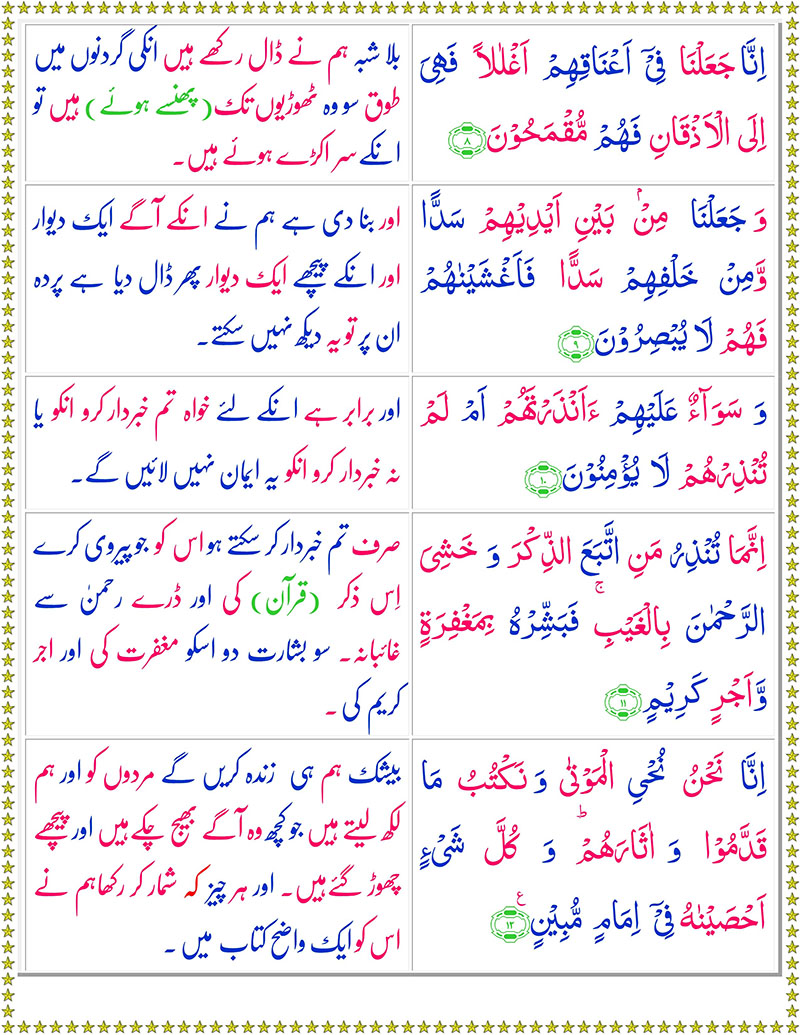 اِنَّا جَعَلْنَا فِیْۤ اَعْنَاقِهِمْ اَغْلٰلاً فَهِیَ
اِلَی الْاَذْقَانِ فَهُمْ مُّقْمَحُوْنَ ۸
بلا شبہ ہم نے ڈال رکھے ہیں انکی گردنوں میں
طوق سو وہ ٹھوڑیوں تک (پھنسے ہوئے) ہیں تو
انکے سر اکڑے ہوئے ہیں۔
وَ جَعَلْنَا مِنْۢ بَیْنِ اَیْدِیْهِمْ سَدًّا
وَّمِنْ خَلْفِهِمْ سَدًّا فَاَغْشَیْنٰهُمْ
فَهُمْ لَا یُبْصِرُوْنَ ۹
اور بنا دی ہے ہم نے انکے آگے ایک دیوار
اور انکے پیچھے ایک دیوار پھر ڈال دیا ہے پردہ
ان پر تو یہ دیکھ نہیں سکتے۔
وَ سَوَآءٌ عَلَیْهِمْ ءَاَنْذَرْتَهُمْ اَمْ لَمْ
تُنْذِرْهُمْ لَا یُؤْمِنُوْنَ ۱۰
اور برابر ہے انکے لئے خواہ تم خبردار کرو انکو یا
نہ خبردار کرو انکو یہ ایمان نہیں لائیں گے۔
اِنَّمَا تُنْذِرُ مَنِ اتَّبَعَ الذِّكْرَ وَ خَشِیَ
الرَّحْمٰنَ بِالْغَیْبِ ۚ فَبَشِّرْهُ بِمَغْفِرَةٍ
وَّاَجْرٍ كَرِیْمٍ ۱۱
صرف تم خبردار کر سکتے ہو اس کو جو پیروی کرے
اِس ذکر (قرآن) کی اور ڈرے رحمنٰ سے
غائبانہ۔ سو بشارت دو اسکو مغفرت کی اور اجر
کریم کی۔
اِنَّا نَحْنُ نُحْیِ الْمَوْتٰی وَ نَكْتُبُ مَا
قَدَّمُوْا وَ اٰثَارَهُمْ ؕ وَ كُلَّ شَیْءٍ
اَحْصَیْنٰهُ فِیْۤ اِمَامٍ مُّبِیْنٍ ۱۲ ع
بیشک ہم ہی زندہ کریں گے مردوں کو اور ہم
لکھ لیتے ہیں جو کچھ وہ آگے بھیج چکے ہیں اور پیچھے
چھوڑ گئے ہیں۔ اور ہر چیز کہ شمار کر رکھا ہم نے
اس کو ایک واضح کتاب میں۔